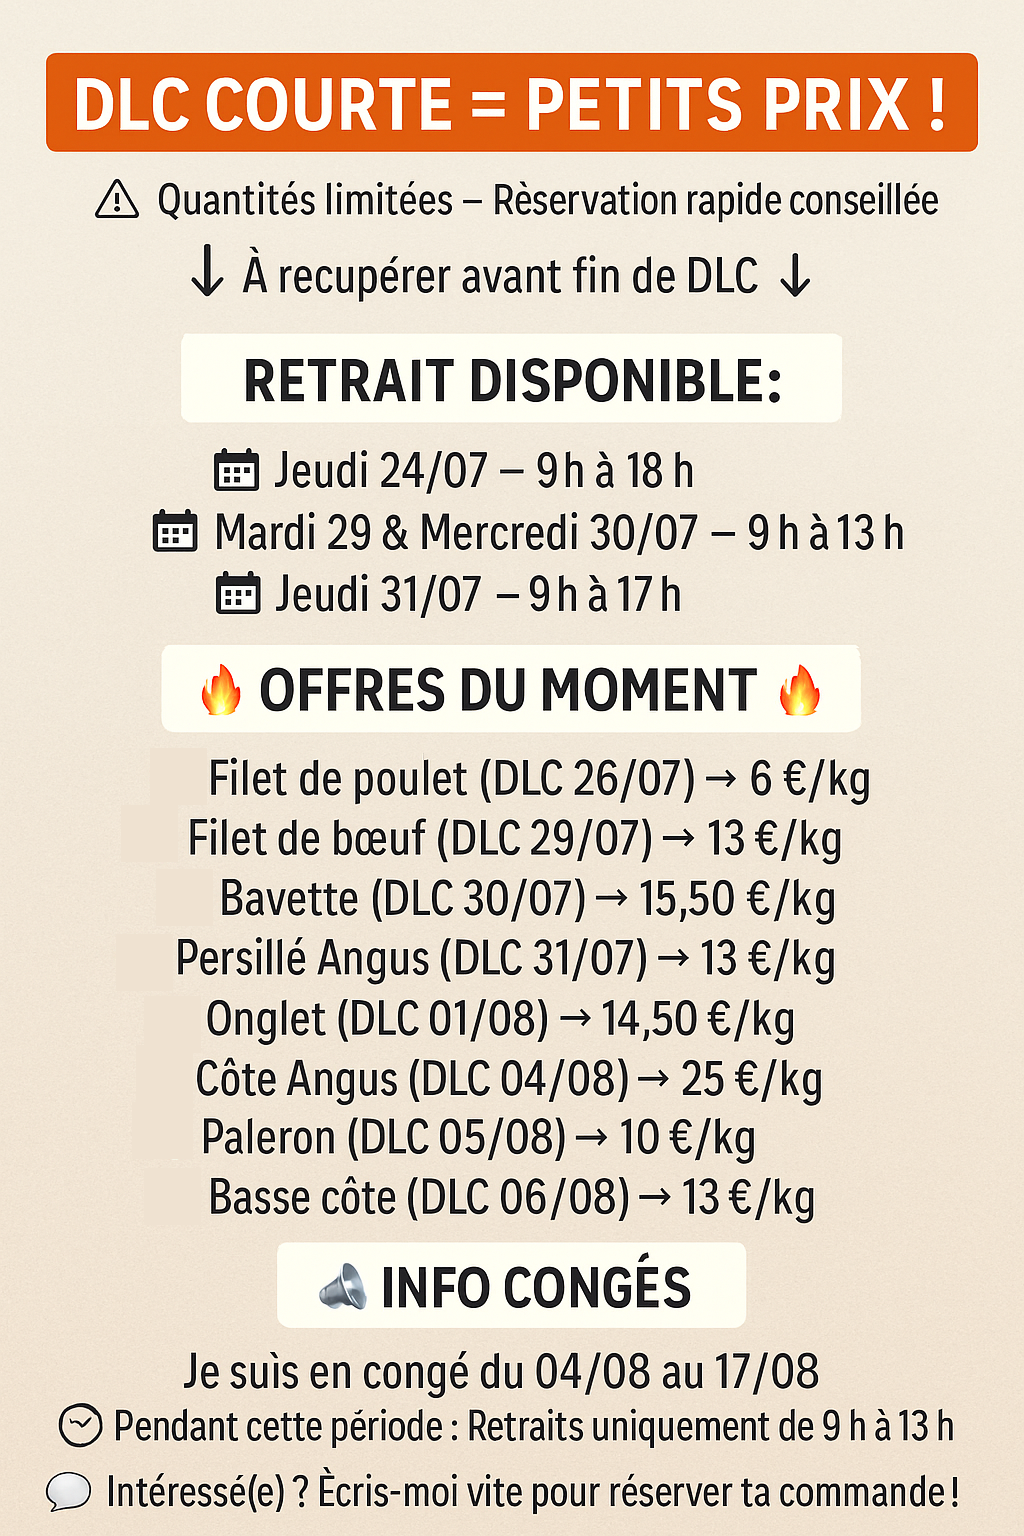 DLC COURTE = PETITS PRIX !
⚠ Quantités limitées – Rèservation rapide conseillée
↓ À recupérer avant fin de DLC ↓
RETRAIT DISPONIBLE:
Jeudi 24/07 – 9h à 18 h
Mardi 29 & Mercredi 30/07 – 9 h à 13 h
Jeudi 31/07 – 9 h à 17 h
🔥 OFFRES DU MOMENT 🔥
Filet de poulet (DLC 26/07) → 6 €/kg
Filet de bœuf (DLC 29/07) → 13 €/kg
Bavette (DLC 30/07) → 15,50 €/kg
Persillé Angus (DLC 31/07) → 13 €/kg
Onglet (DLC 01/08) → 14,50 €/kg
Côte Angus (DLC 04/08) → 25 €/kg
Paleron (DLC 05/08) → 10 €/kg
Basse côte (DLC 06/08) → 13 €/kg
INFO CONGÉS
Je suìs en congé du 04/08 au 17/08
Pendant cette période : Retraits uniquement de 9 h à 13 h
Intéressé(e) ? Ècris-moi vite pour réserver ta commande !